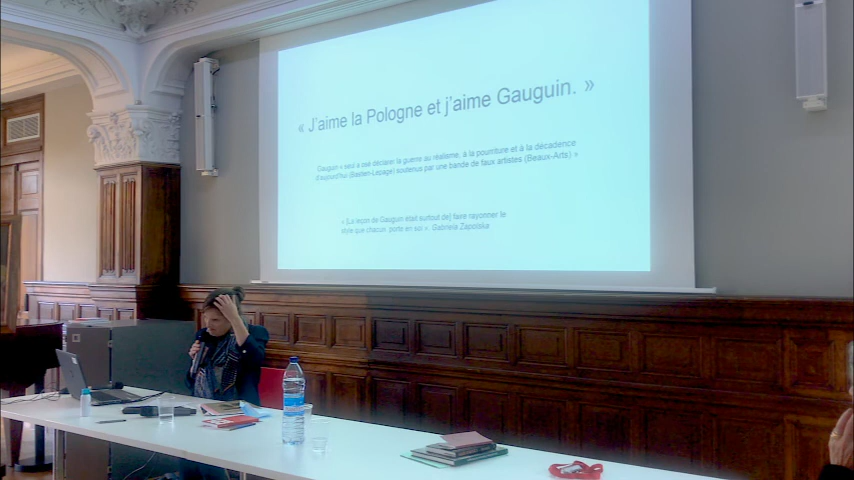 « J'aime la Pologne et j'aime Gauguin. »
Gauguin « seul a osé déclarer la guerre au réalisme, à la pourriture et à la décadence
d'aujourd'hui (Bastien-Lepage) soutenus par une bande de faux artistes (Beaux-Arts) »
« [La leçon de Gauguin était surtout de] faire rayonner le
style que chacun porte en soi ». Gabriela Zapolska